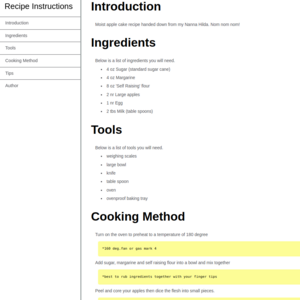 Recipe Instructions
Introduction
Ingredients
Tools
Cooking Method
Tips
Author
Introduction
Moist apple cake recipe handed down from my Nanna Hilda. Nom nom nom!
Ingredients
Below is a list of ingredients you will need.
4 oz Sugar (standard sugar cane)
4 oz Margarine
8 oz 'Self Raising' flour
2 nr Large apples
1 nr Egg
2 tbs Milk (table spoons)
Tools
Below is a list of tools you will need.
weighing scales
large bowl
knife
table spoon
oven
ovenproof baking tray
Cooking Method
Turn on the oven to preheat to a temperature of 180 degree
*160 deg.fan or gas mark 4
Add sugar, margarine and self raising flour into a bowl and mix together
*best to rub ingredients together with your finger tips
Peel and core your apples then dice the flesh into small pieces.